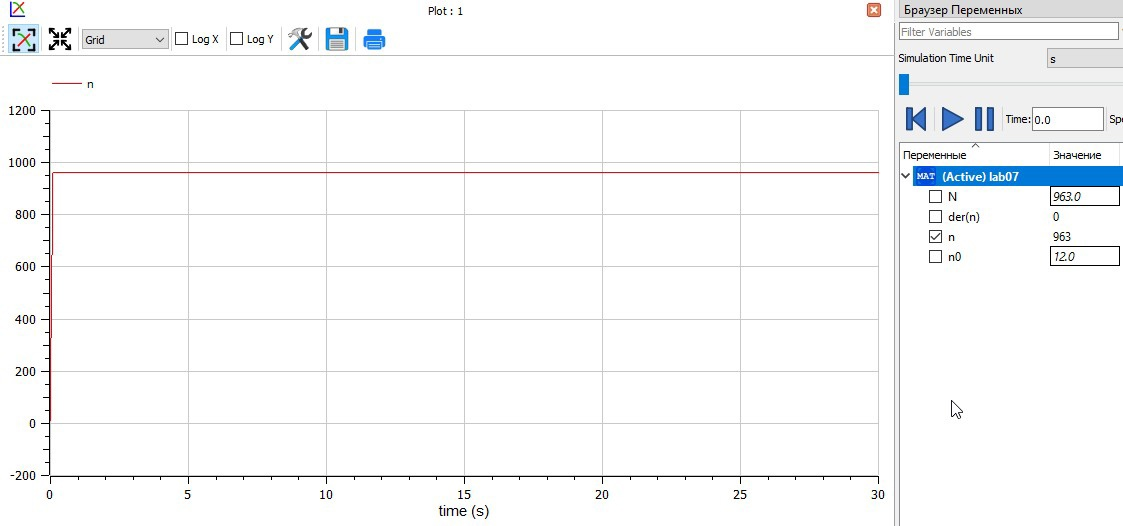 Plot : 1
Grid
Log X
Log Y
n
1200
1000
800
600
400
200
0
-200
0
5
10
15
20
25
30
time (s)
Браузер Переменных
Filter Variables
Simulation Time Unit
s
Time:
0.0
Spe
Переменные
Значение
MAT
(Active) lab07
N
963.0
der(n)
0
n
963
n0
12.0